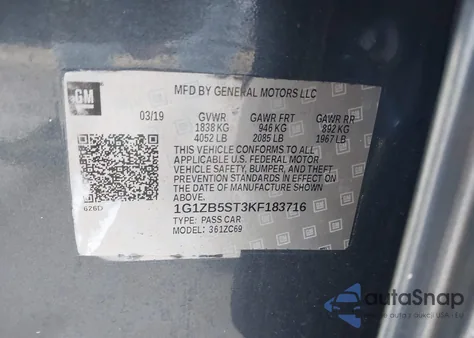 GM
MFD BY GENERAL MOTORS LLC
03/19 GVWR GAWR FRT GAWR RR
1838 KG 946 KG 892 KG
4052 LB 2085 LB 1967 LB
THIS VEHICLE CONFORMS TO ALL
APPLICABLE U.S. FEDERAL MOTOR
VEHICLE SAFETY, BUMPER, AND THEFT
PREVENTION STANDARDS IN EFFECT
ON THE DATE OF MANUFACTURE
SHOWN ABOVE.
626D 1G1ZB5ST3KF183716
TYPE: PASS CAR
MODEL: 361ZC69
autoSnap